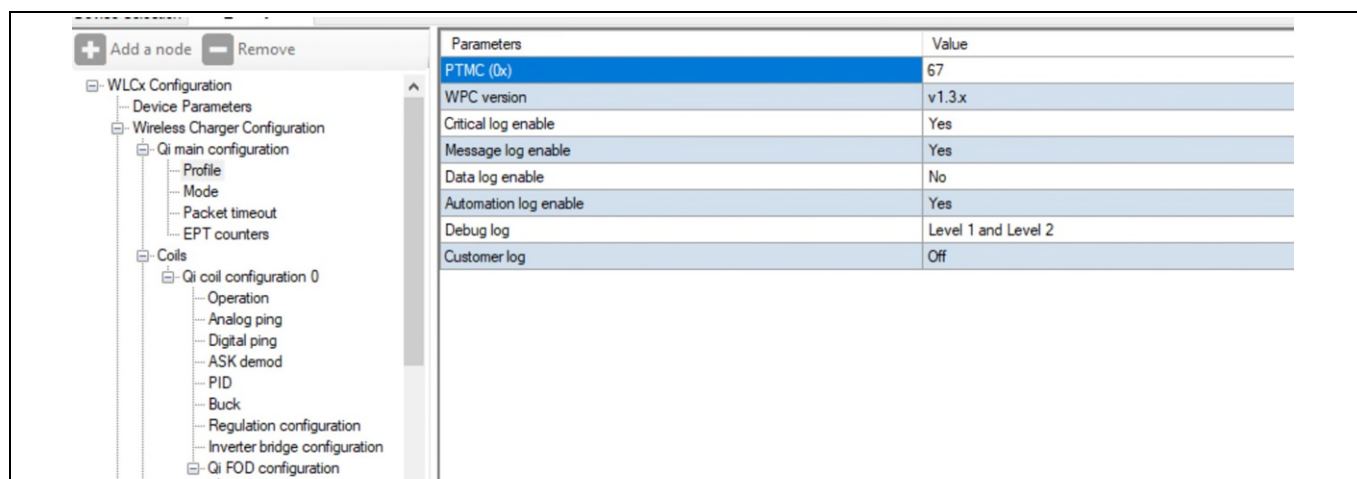 Add a node Remove
WLCx Configuration
Device Parameters
Wireless Charger Configuration
Qi main configuration
Profile
Mode
Packet timeout
EPT counters
Coils
Qi coil configuration 0
Operation
Analog ping
Digital ping
ASK demod
PID
Buck
Regulation configuration
Inverter bridge configuration
Qi FOD configuration
Parameters Value
PTMC (0x) 67
WPC version v1.3.x
Critical log enable Yes
Message log enable Yes
Data log enable No
Automation log enable Yes
Debug log Level 1 and Level 2
Customer log Off